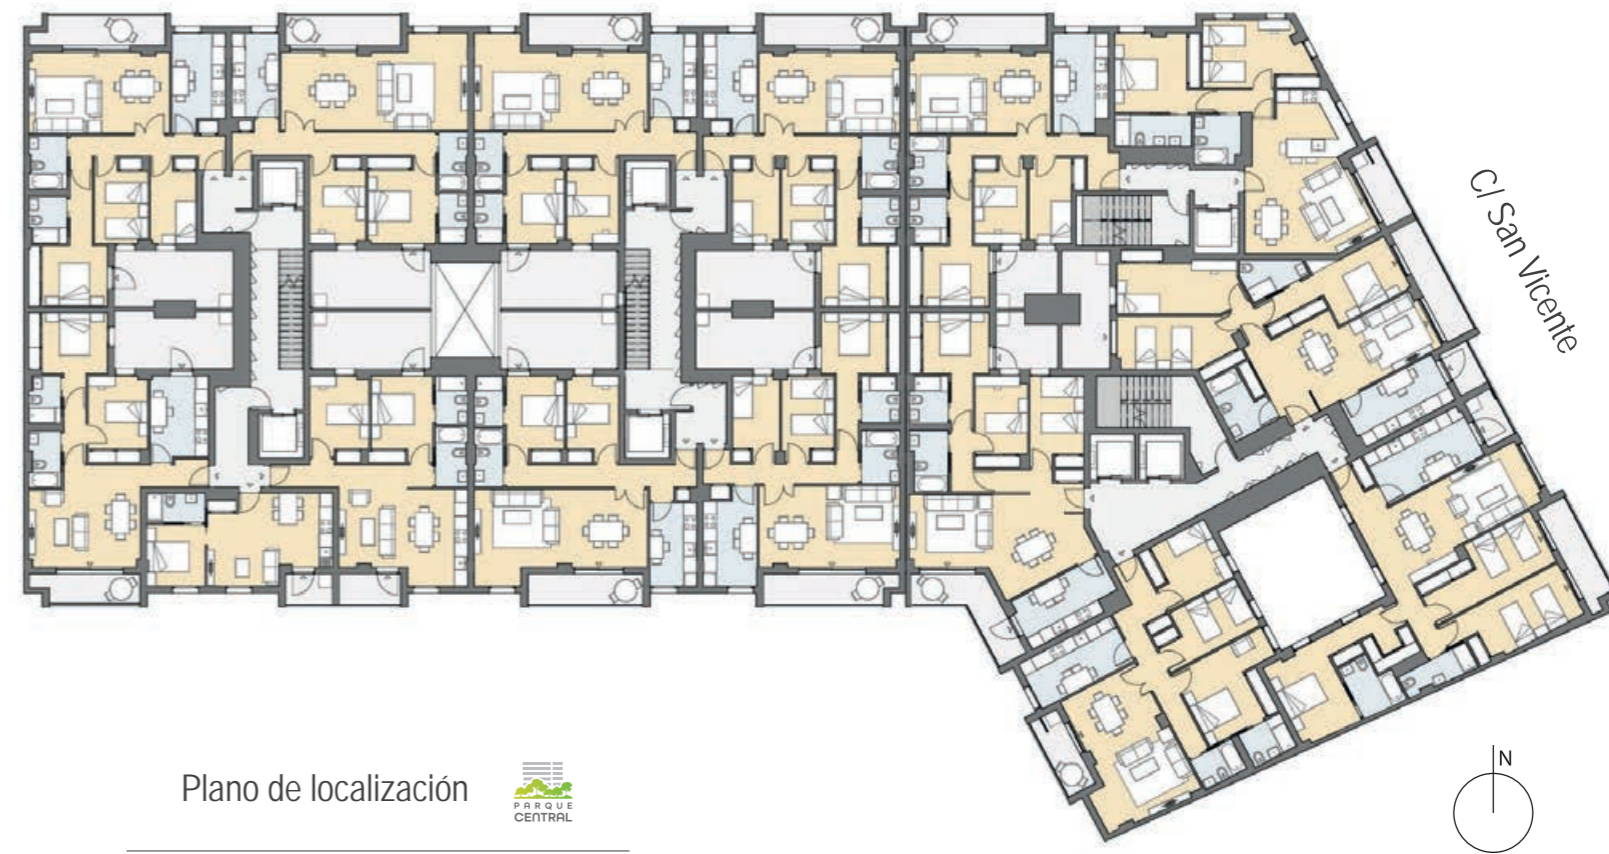 C/ San Vicente
Plano de localización
PARQUE
CENTRAL
N